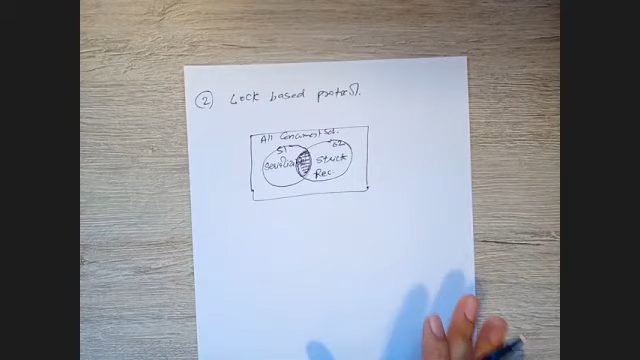 ② Lock based protocol.
All Concurrent Sch.
S1 S2
Serializable Strict
Rec.